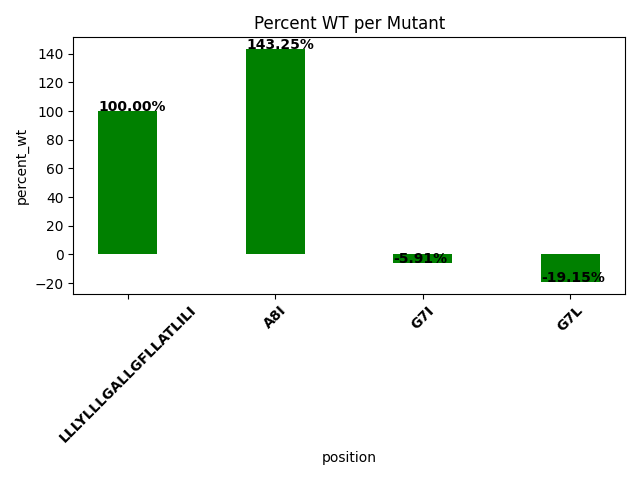 Percent WT per Mutant
percent_wt
140
120
100
80
60
40
20
0
−20
100.00%
143.25%
-5.91%
-19.15%
LLLYLLLGALLGFLLATLILI
A8I
G7I
G7L
position